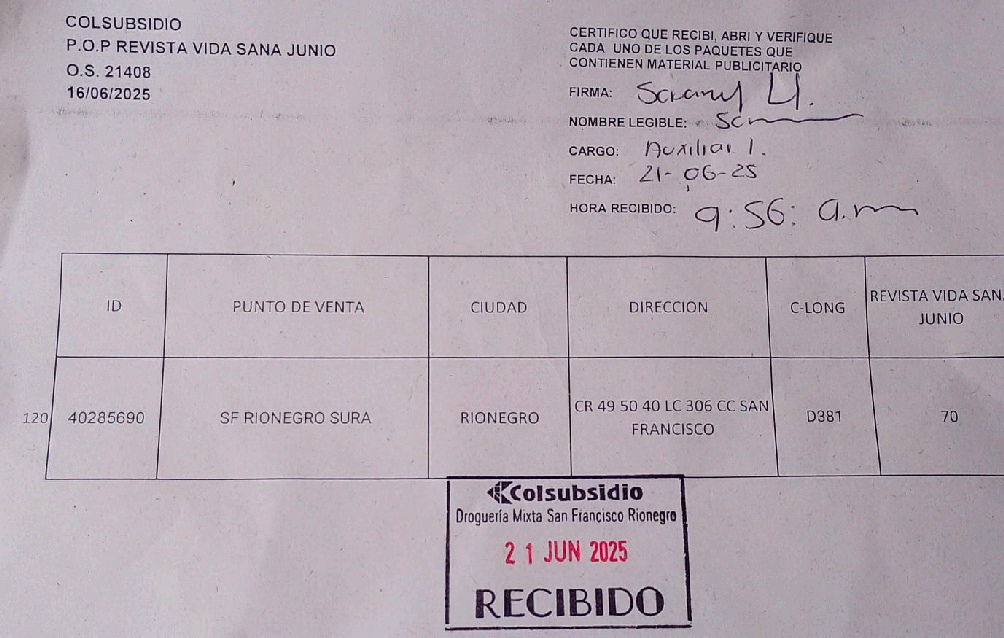 COLSUBSIDIO
P.O.P REVISTA VIDA SANA JUNIO
O.S. 21408
16/06/2025
CERTIFICO QUE RECIBI, ABRI Y VERIFIQUE
CADA UNO DE LOS PAQUETES QUE
CONTIENEN MATERIAL PUBLICITARIO
FIRMA:
NOMBRE LEGIBLE:
CARGO: Auxiliar 1.
FECHA: 21-06-25
HORA RECIBIDO: 9:56: a.m
ID PUNTO DE VENTA CIUDAD DIRECCION C-LONG REVISTA VIDA SANA
JUNIO
120 40285690 SF RIONEGRO SURA RIONEGRO CR 49 50 40 LC 306 CC SAN D381 70
FRANCISCO
Colsubsidio
Droguería Mixta San Francisco Rionegro
21 JUN 2025
RECIBIDO